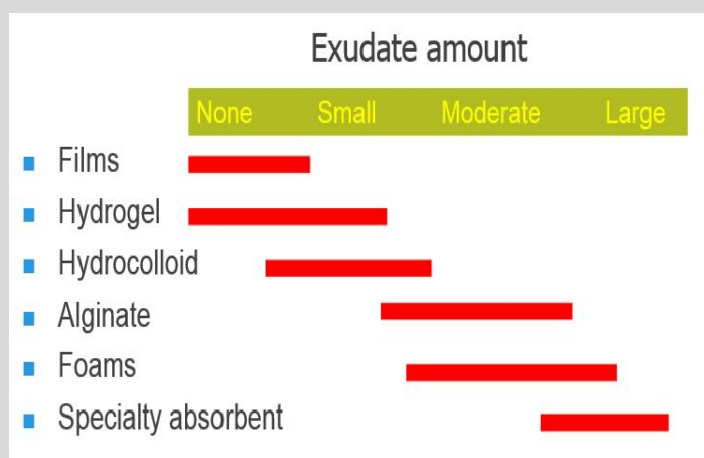 Exudate amount
None Small Moderate Large
Films
Hydrogel
Hydrocolloid
Alginate
Foams
Specialty absorbent